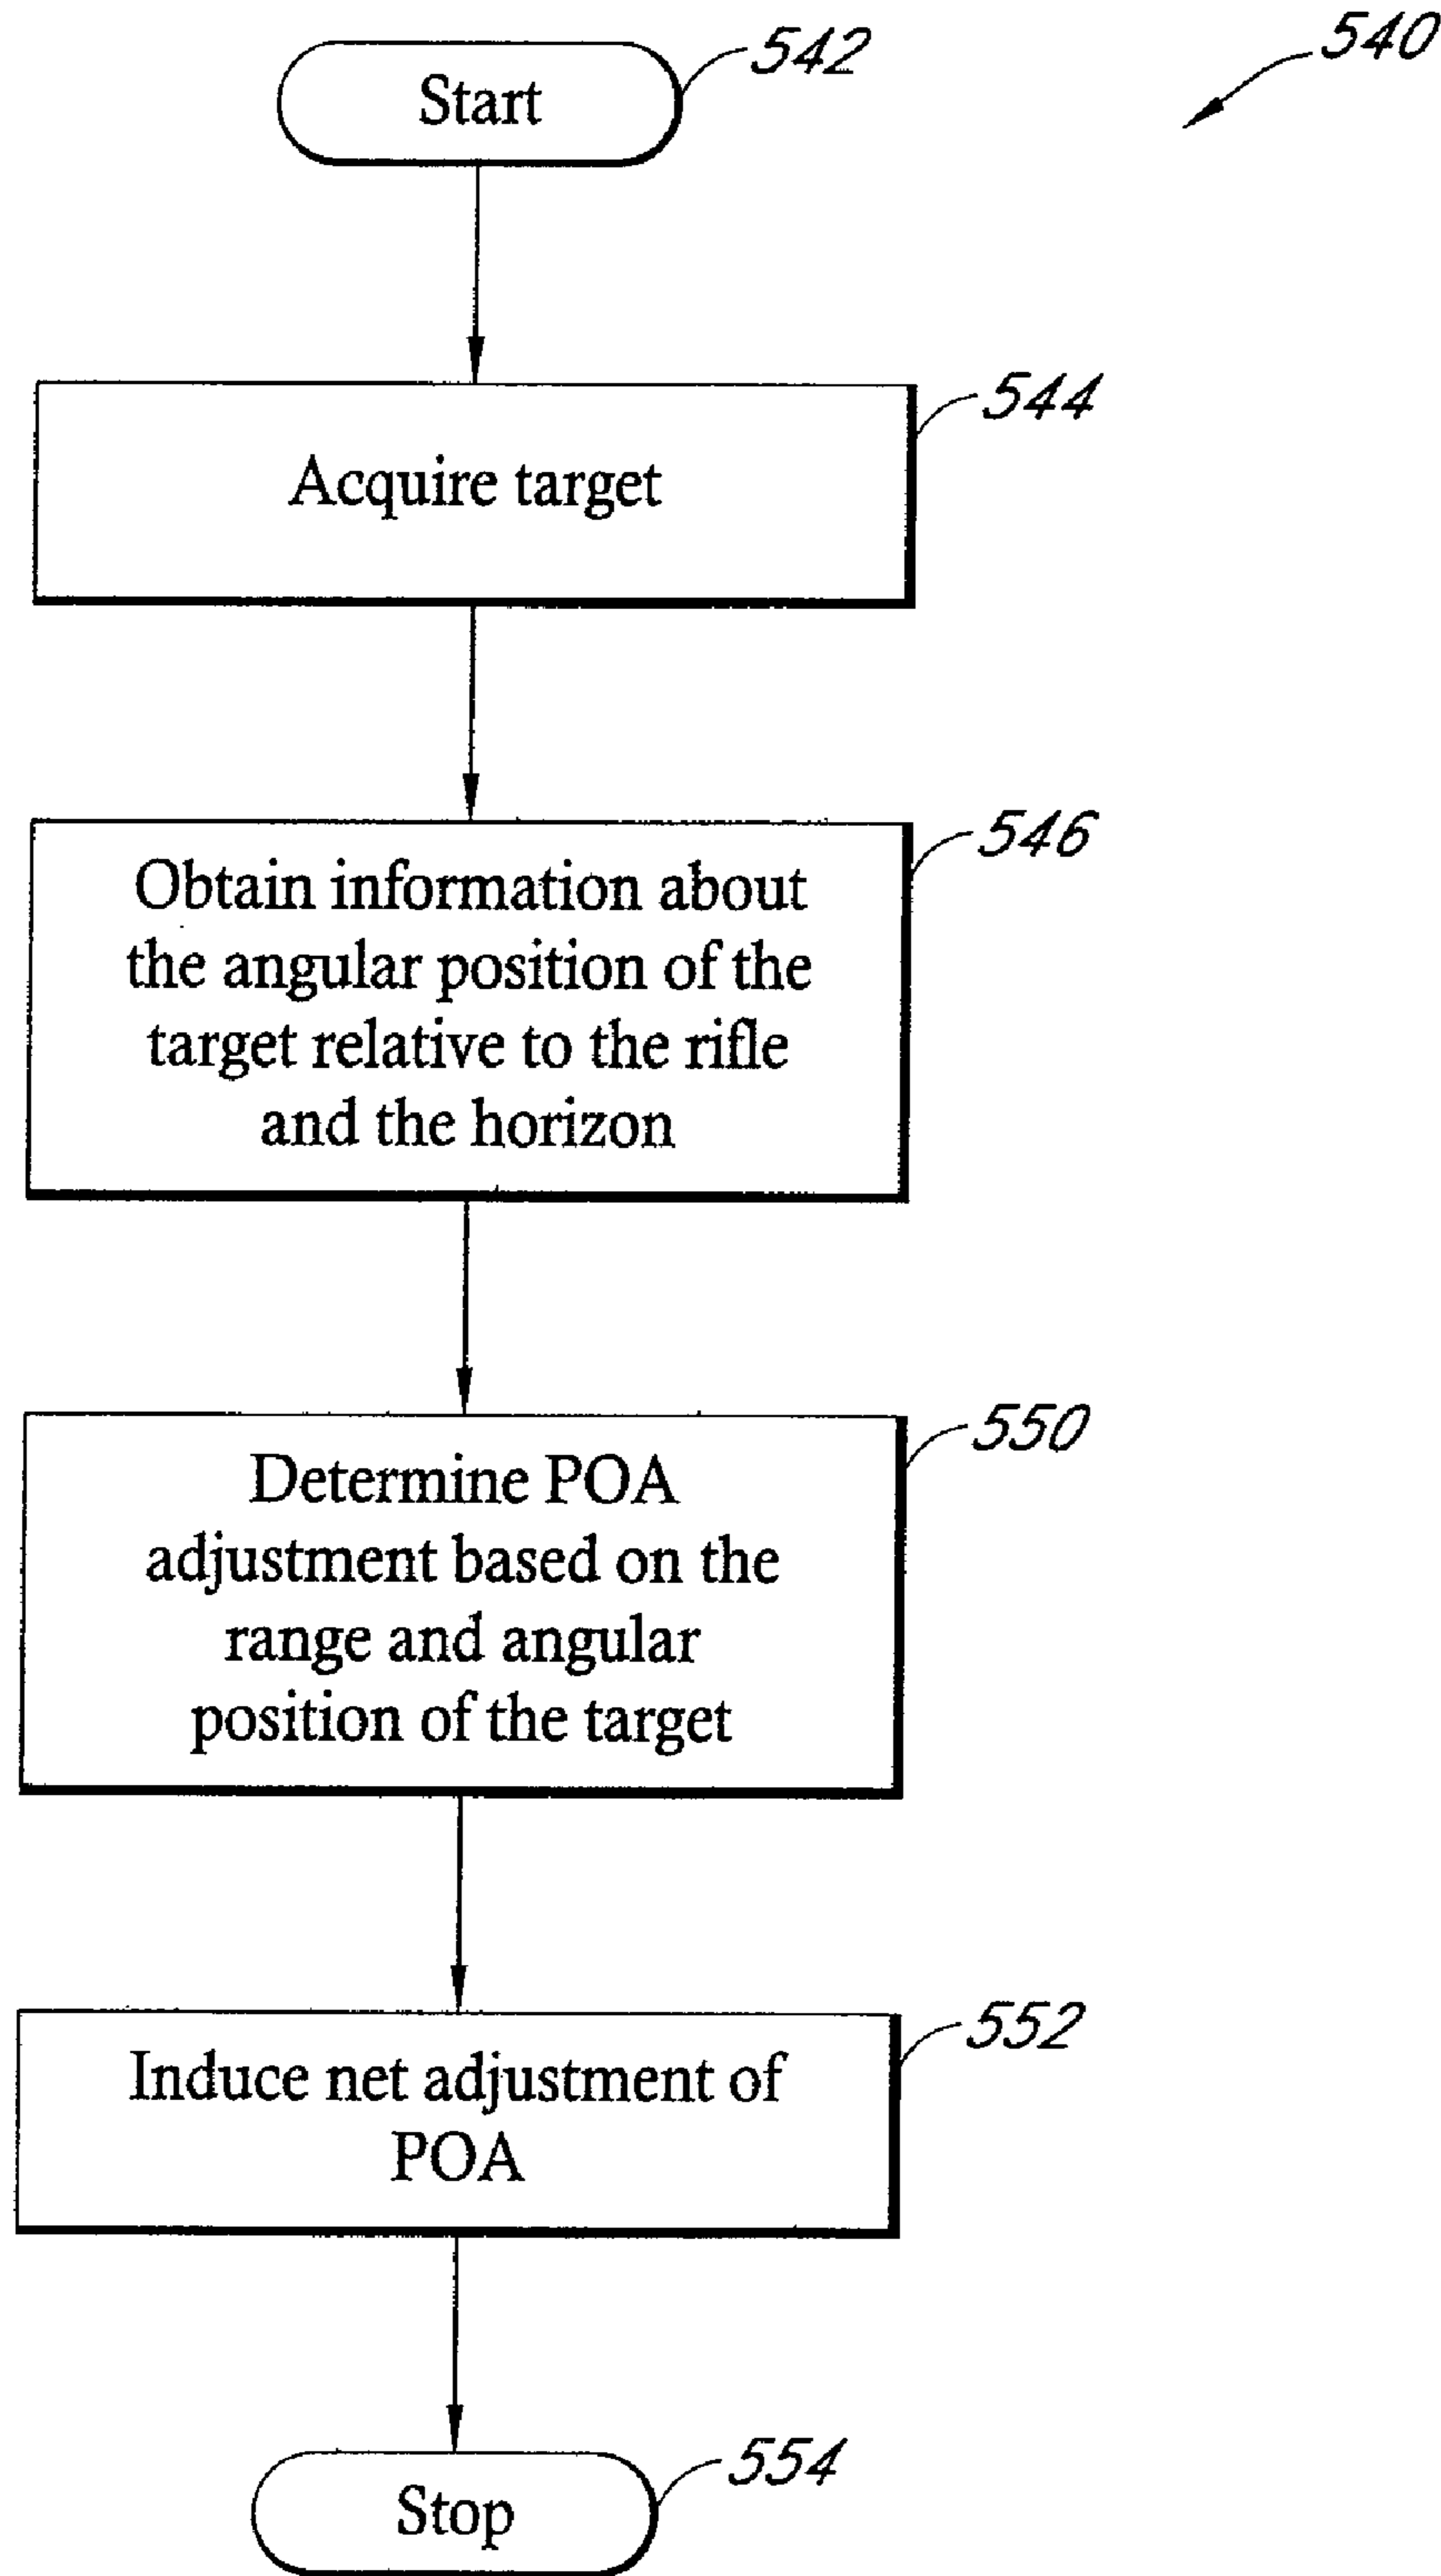 540
Start
542
Acquire target
544
Obtain information about
the angular position of the
target relative to the rifle
and the horizon
546
Determine POA
adjustment based on the
range and angular
position of the target
550
Induce net adjustment of
POA
552
Stop
554